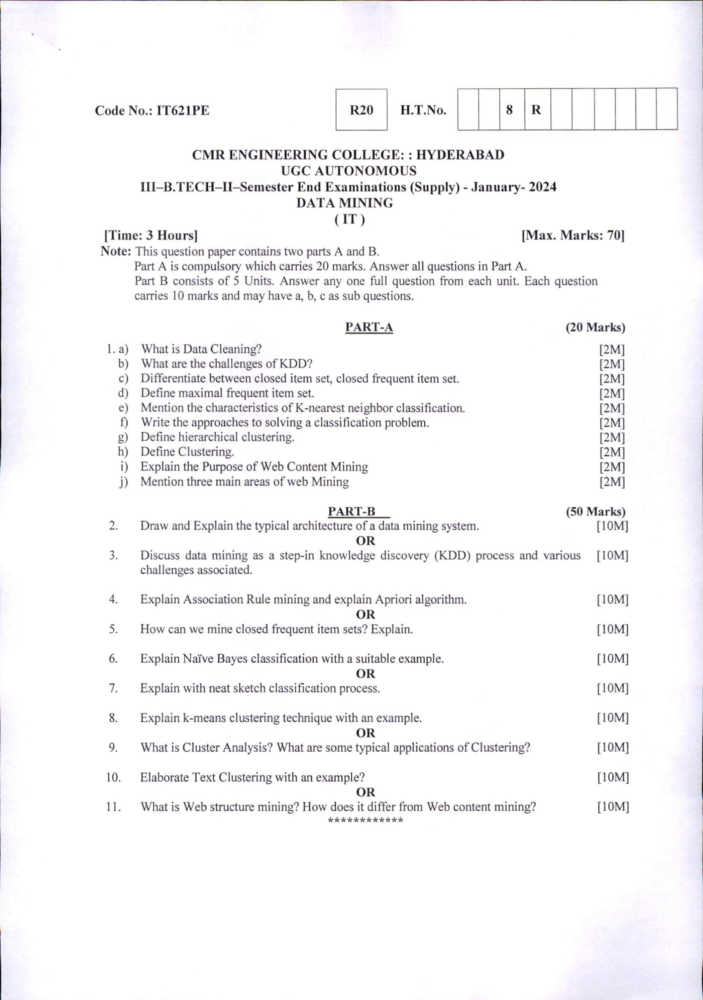 Code No.: IT621PE R20 H.T.No. 8 R
CMR ENGINEERING COLLEGE: : HYDERABAD
UGC AUTONOMOUS
III–B.TECH–II–Semester End Examinations (Supply) - January- 2024
DATA MINING
( IT )
[Time: 3 Hours] [Max. Marks: 70]
Note: This question paper contains two parts A and B.
Part A is compulsory which carries 20 marks. Answer all questions in Part A.
Part B consists of 5 Units. Answer any one full question from each unit. Each question
carries 10 marks and may have a, b, c as sub questions.
PART-A (20 Marks)
1. a) What is Data Cleaning? [2M]
b) What are the challenges of KDD? [2M]
c) Differentiate between closed item set, closed frequent item set. [2M]
d) Define maximal frequent item set. [2M]
e) Mention the characteristics of K-nearest neighbor classification. [2M]
f) Write the approaches to solving a classification problem. [2M]
g) Define hierarchical clustering. [2M]
h) Define Clustering. [2M]
i) Explain the Purpose of Web Content Mining [2M]
j) Mention three main areas of web Mining [2M]
PART-B (50 Marks)
2. Draw and Explain the typical architecture of a data mining system. [10M]
OR
3. Discuss data mining as a step-in knowledge discovery (KDD) process and various [10M]
challenges associated.
4. Explain Association Rule mining and explain Apriori algorithm. [10M]
OR
5. How can we mine closed frequent item sets? Explain. [10M]
6. Explain Naïve Bayes classification with a suitable example. [10M]
OR
7. Explain with neat sketch classification process. [10M]
8. Explain k-means clustering technique with an example. [10M]
OR
9. What is Cluster Analysis? What are some typical applications of Clustering? [10M]
10. Elaborate Text Clustering with an example? [10M]
OR
11. What is Web structure mining? How does it differ from Web content mining? [10M]
************